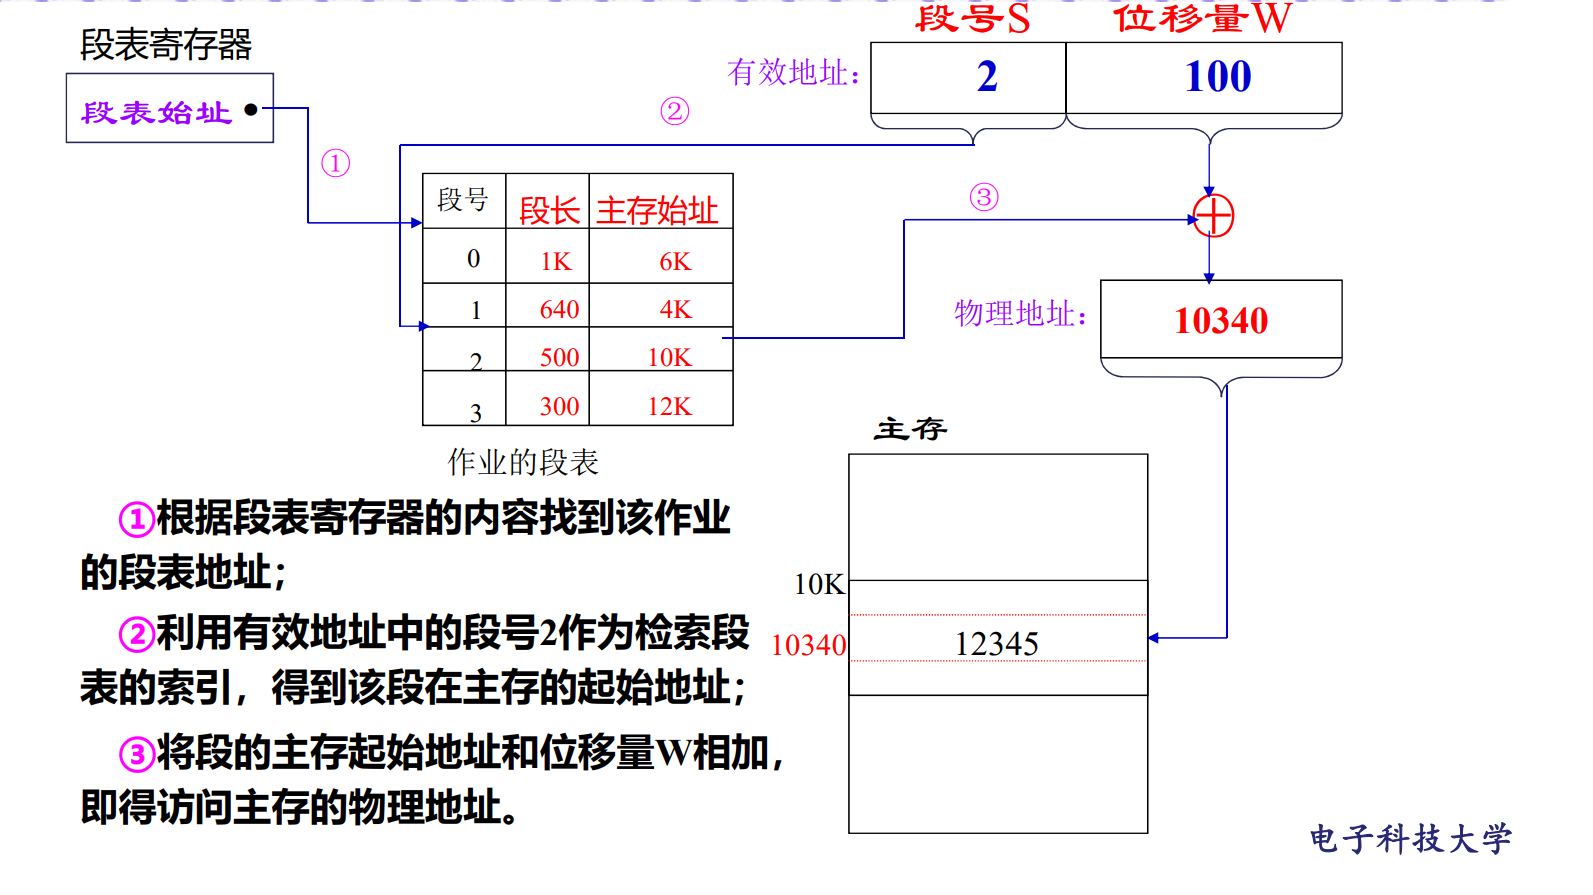 段号S 位移量W
段表寄存器
有效地址： 2 100
段表始址
②
①
③
段号 段长 主存始址
0 1K 6K
1 640 4K
2 500 10K
3 300 12K
作业的段表
物理地址： 10340
主存
10K
10340 12345
①根据段表寄存器的内容找到该作业
的段表地址；
②利用有效地址中的段号2作为检索段
表的索引，得到该段在主存的起始地址；
③将段的主存起始地址和位移量W相加，
即得访问主存的物理地址。
电子科技大学